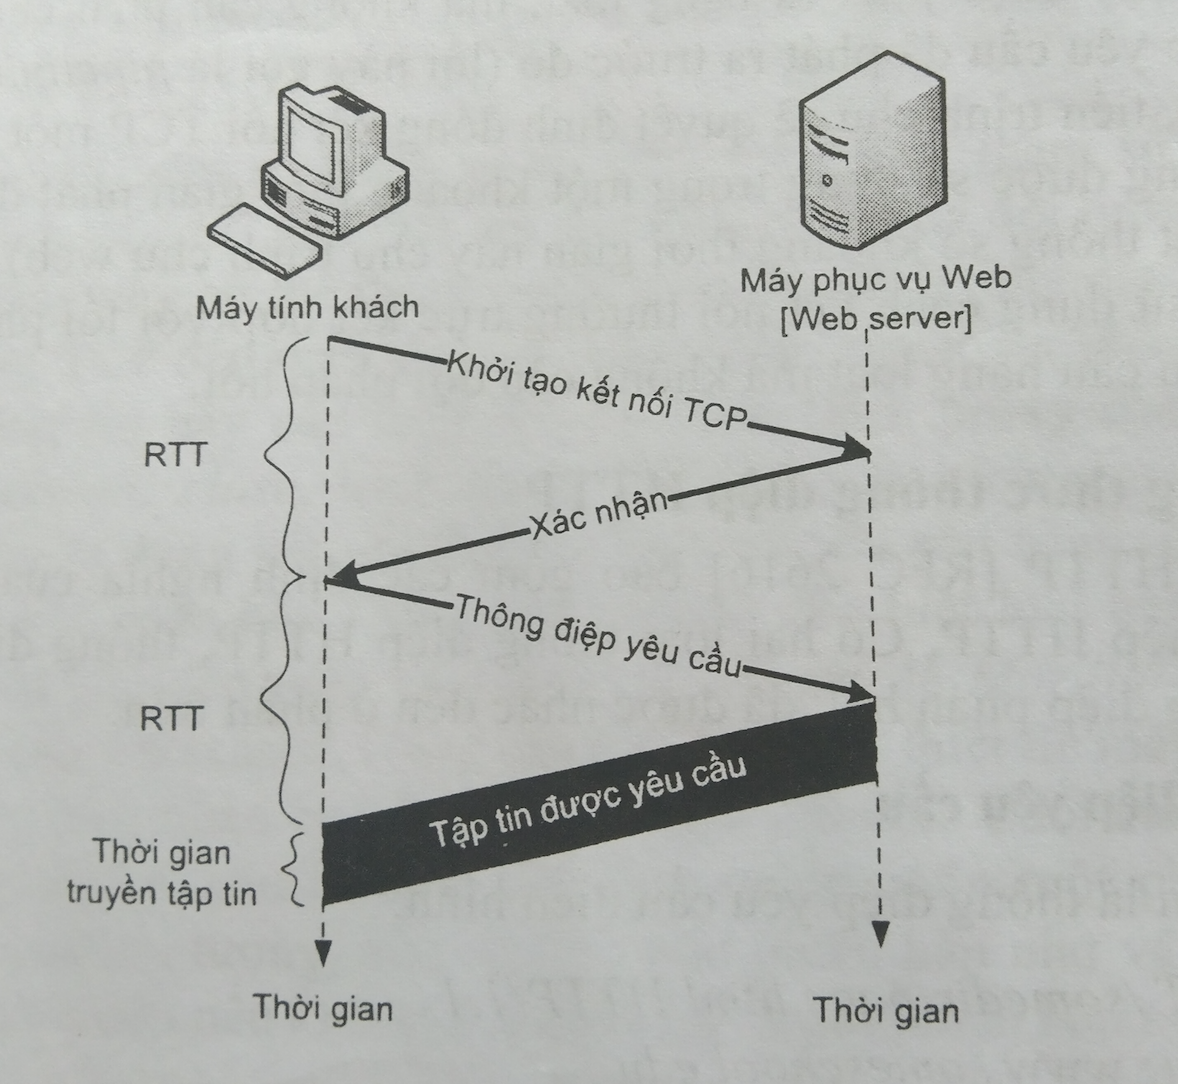 Máy tính khách
Máy phục vụ Web
[Web server]
Khởi tạo kết nối TCP
RTT
Xác nhận
Thông điệp yêu cầu
RTT
Tập tin được yêu cầu
Thời gian
truyền tập tin
Thời gian
Thời gian